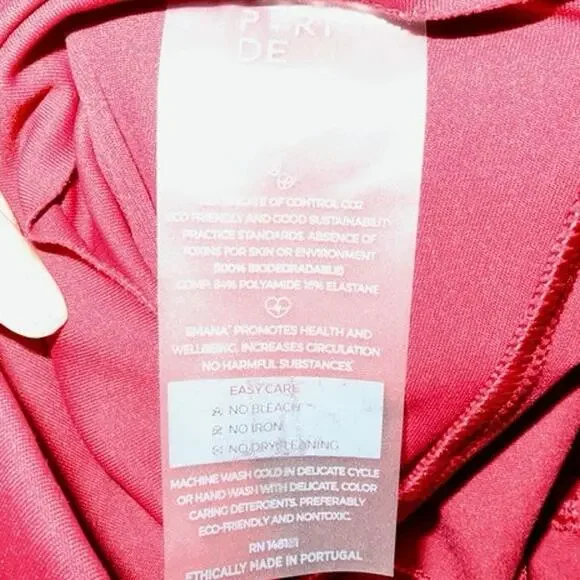 DE
OF CONTROL CO2
ECO FRIENDLY AND GOOD SUSTAINABILITY
PRACTICE STANDARDS. ABSENCE OF
TOXINS FOR SKIN OR ENVIRONMENT
(100% BIODEGRADABLE)
COMP: 84% POLYAMIDE 16% ELASTANE
EMANA® PROMOTES HEALTH AND
WELLBEING. INCREASES CIRCULATION
NO HARMFUL SUBSTANCES.
EASY CARE
NO BLEACH
NO IRON
NO DRY CLEANING
MACHINE WASH COLD IN DELICATE CYCLE
OR HAND WASH WITH DELICATE, COLOR
CARING DETERGENTS. PREFERABLY
ECO-FRIENDLY AND NONTOXIC.
RN
ETHICALLY MADE IN PORTUGAL